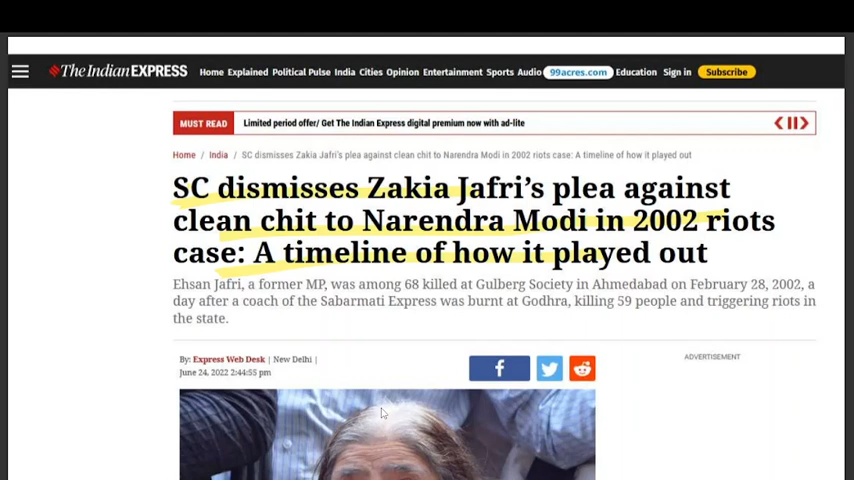 The Indian EXPRESS Home Explained Political Pulse India Cities Opinion Entertainment Sports Audio 99acres.com Education Sign in Subscribe
MUST READ Limited period offer/ Get The Indian Express digital premium now with ad-lite
Home / India / SC dismisses Zakia Jafri's plea against clean chit to Narendra Modi in 2002 riots case: A timeline of how it played out
SC dismisses Zakia Jafri's plea against
clean chit to Narendra Modi in 2002 riots
case: A timeline of how it played out
Ehsan Jafri, a former MP, was among 68 killed at Gulberg Society in Ahmedabad on February 28, 2002, a
day after a coach of the Sabarmati Express was burnt at Godhra, killing 59 people and triggering riots in
the state.
By: Express Web Desk | New Delhi |
June 24, 2022 2:44:55 pm
ADVERTISEMENT